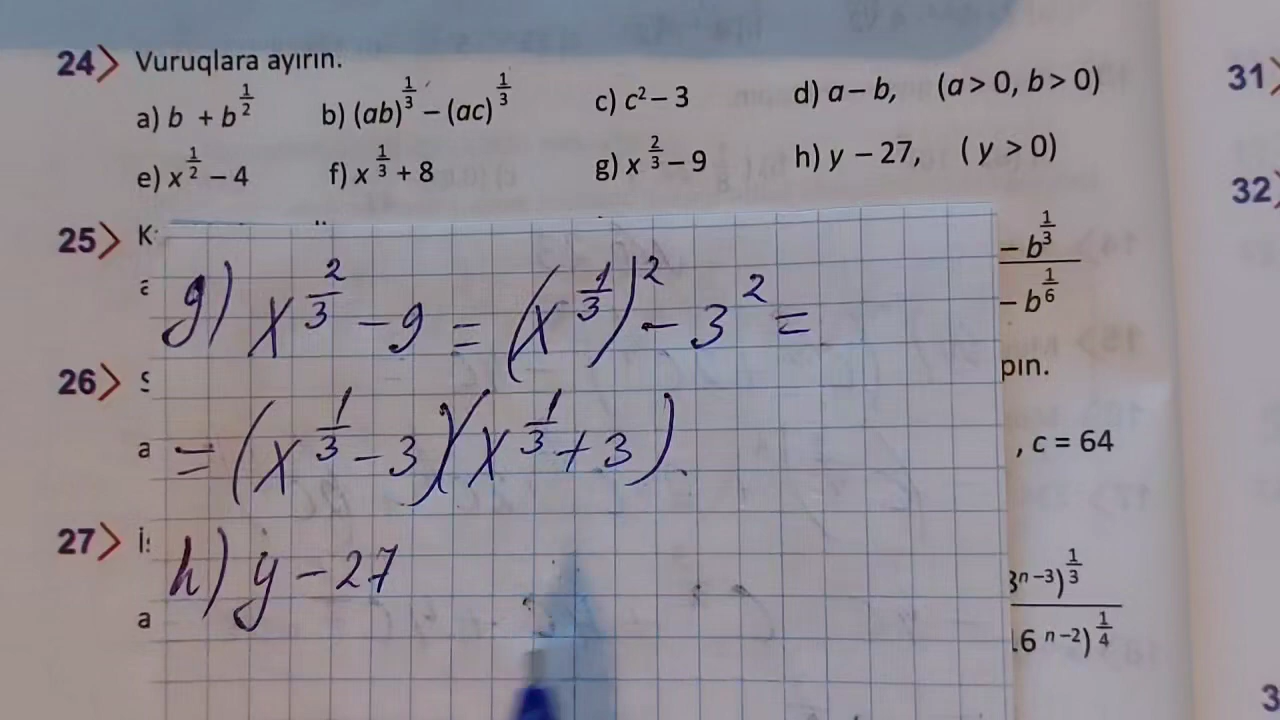 24> Vuruqlara ayırın.
a) b + b^{1/2} b) (ab)^{1/3} – (ac)^{1/3} c) c² – 3 d) a – b, (a > 0, b > 0)
e) x^{1/2} – 4 f) x^{1/3} + 8 g) x^{2/3} – 9 h) y – 27, ( y > 0)
25> K
– b^{1/3}
– b^{1/6}
g) x^{2/3} – 9 = (x^{1/3})² – 3² =
26>
pın.
a
, c = 64
= (x^{1/3} – 3)(x^{1/3} + 3).
27> İ
h) y – 27
a
3^{n–3})^{1/3}
16^{n–2})^{1/4}
31>
32>
3